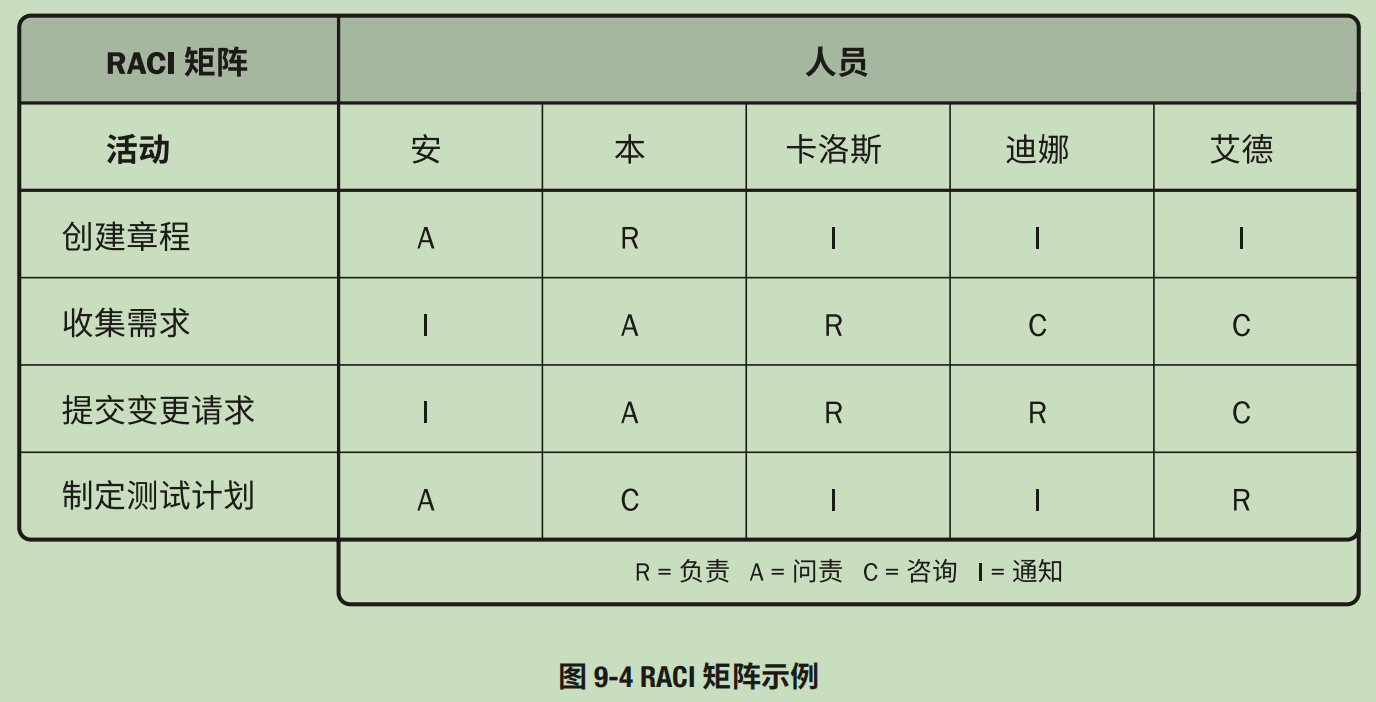 RACI 矩阵 人员
活动 安 本 卡洛斯 迪娜 艾德
创建章程 A R I I I
收集需求 I A R C C
提交变更请求 I A R R C
制定测试计划 A C I I R
R = 负责 A = 问责 C = 咨询 I = 通知
图 9-4 RACI 矩阵示例